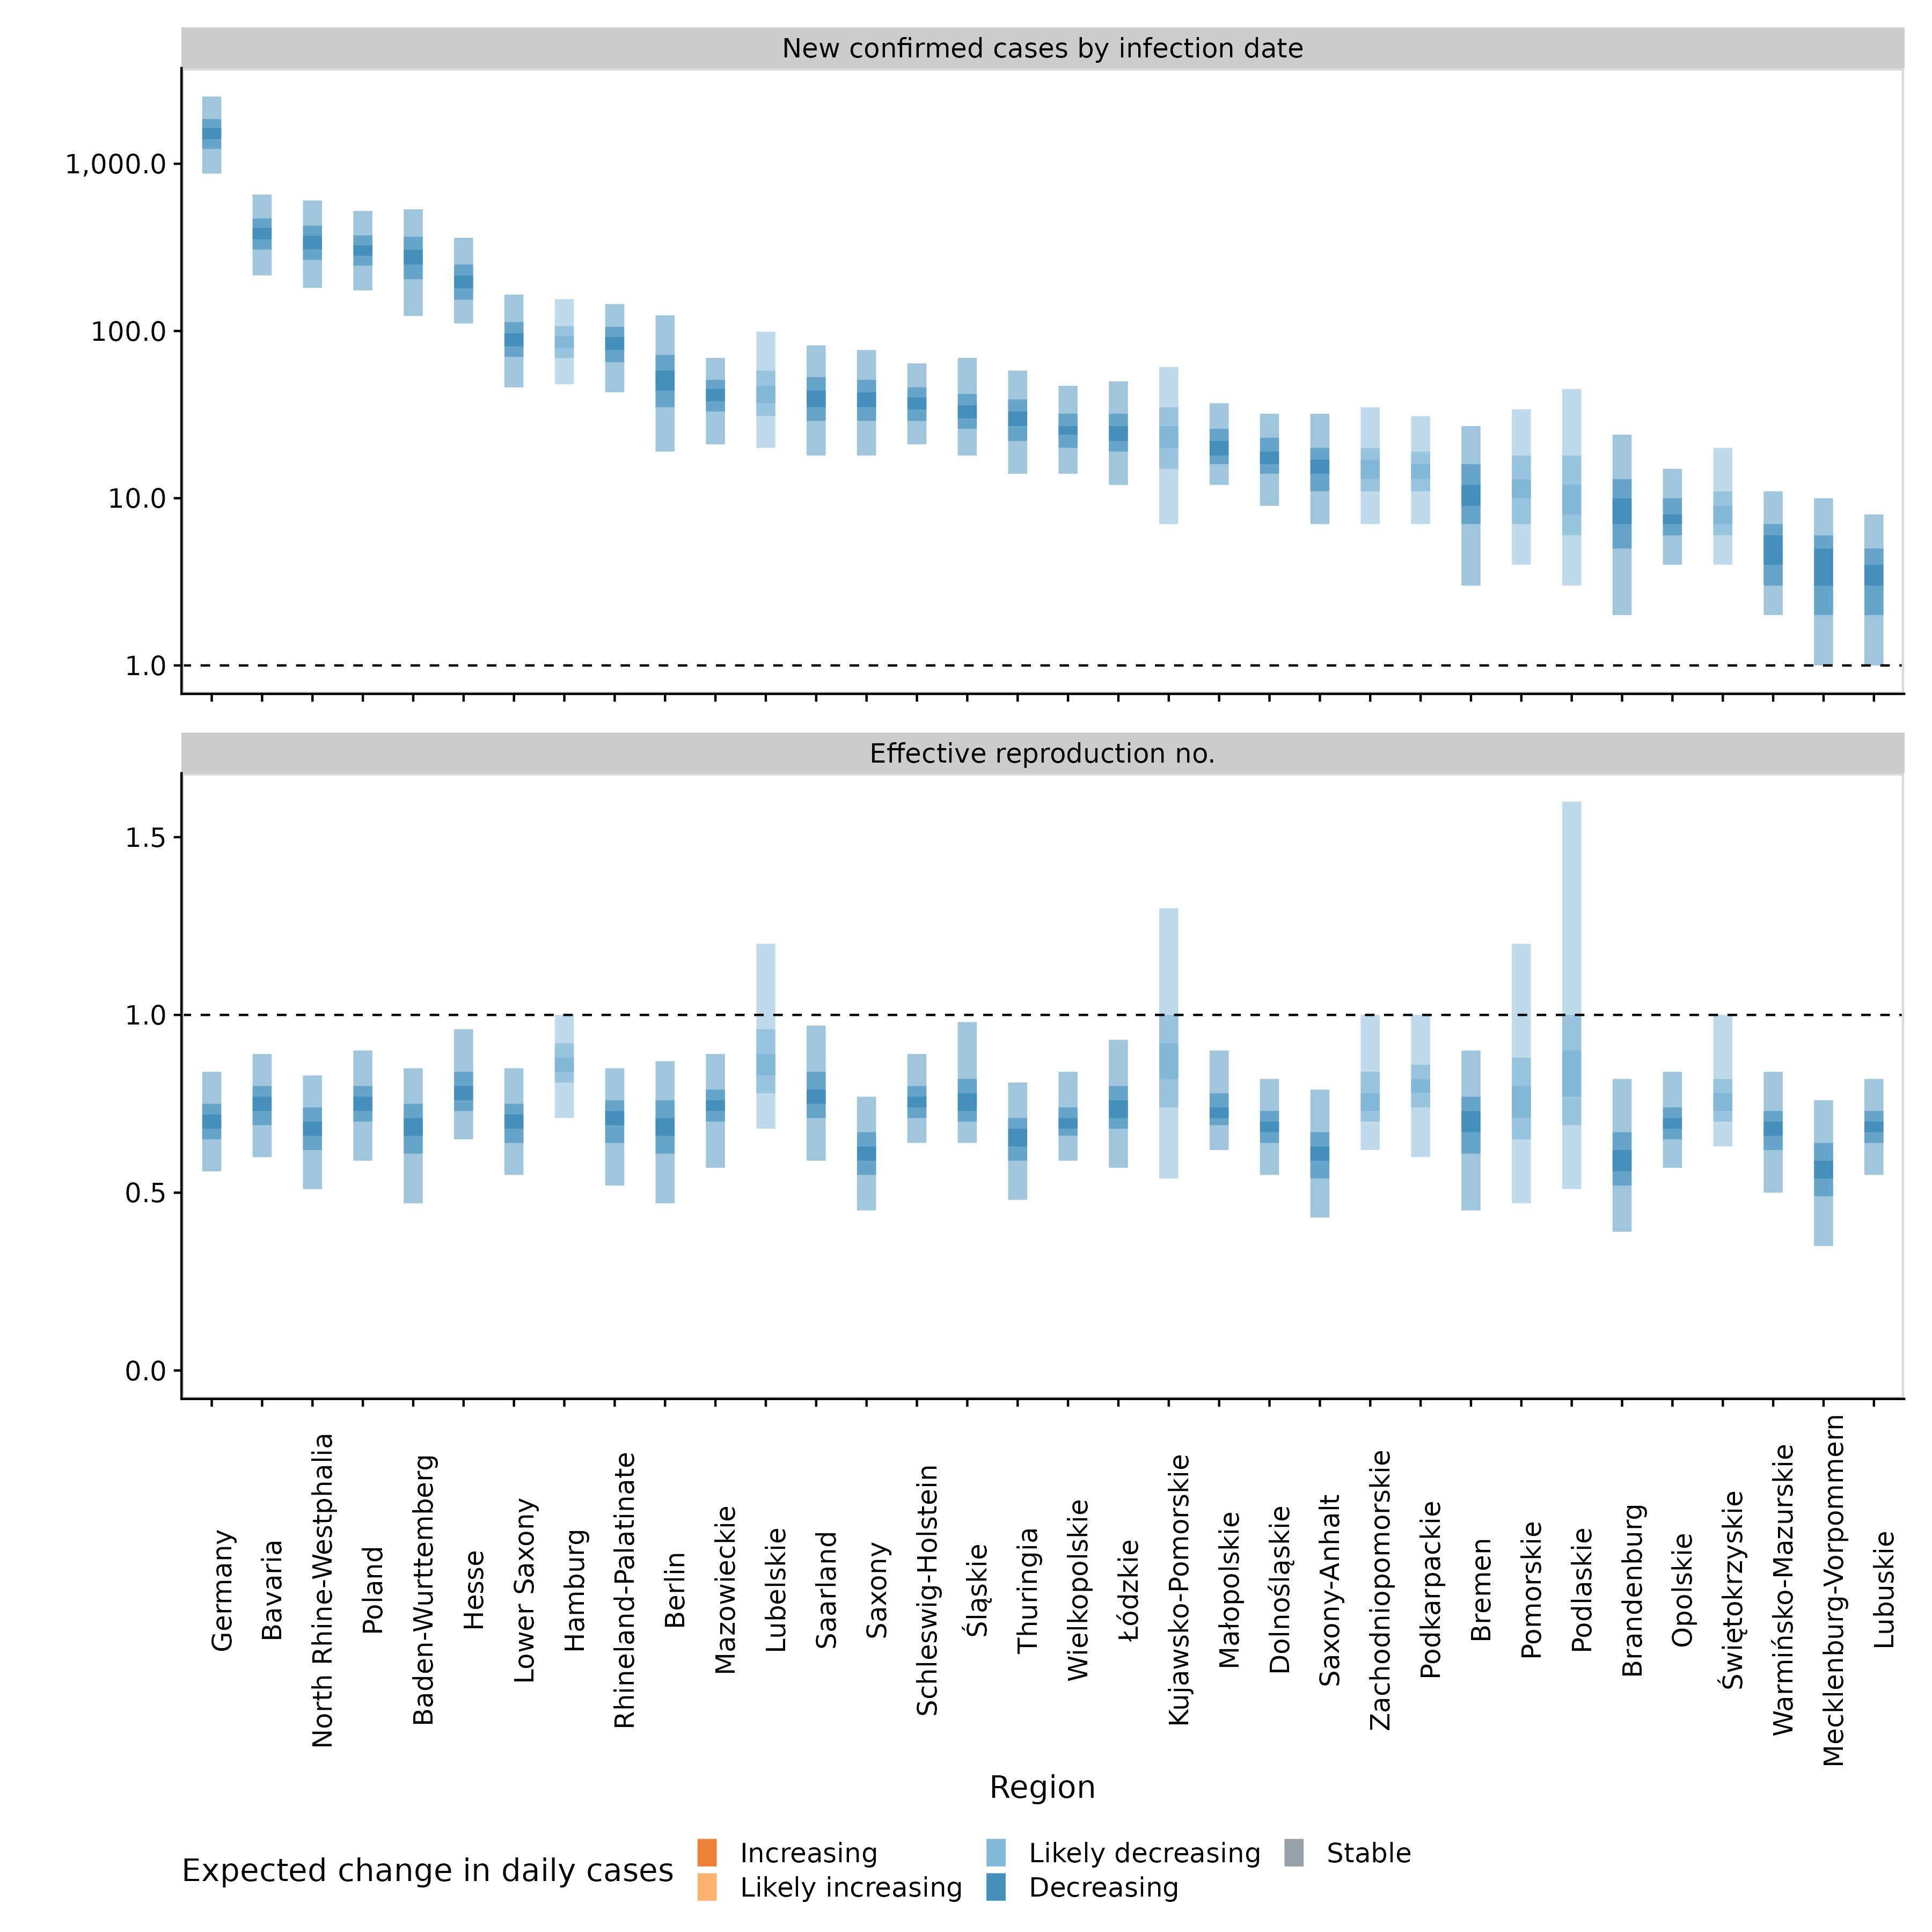 New confirmed cases by infection date
1,000.0
100.0
10.0
1.0
Effective reproduction no.
1.5
1.0
0.5
0.0
Germany
Bavaria
North Rhine-Westphalia
Poland
Baden-Wurttemberg
Hesse
Lower Saxony
Hamburg
Rhineland-Palatinate
Berlin
Mazowieckie
Lubelskie
Saarland
Saxony
Schleswig-Holstein
Śląskie
Thuringia
Wielkopolskie
Łódzkie
Kujawsko-Pomorskie
Małopolskie
Dolnośląskie
Saxony-Anhalt
Zachodniopomorskie
Podkarpackie
Bremen
Pomorskie
Podlaskie
Brandenburg
Opolskie
Świętokrzyskie
Warmińsko-Mazurskie
Mecklenburg-Vorpommern
Lubuskie
Region
Expected change in daily cases
Increasing
Likely increasing
Likely decreasing
Decreasing
Stable